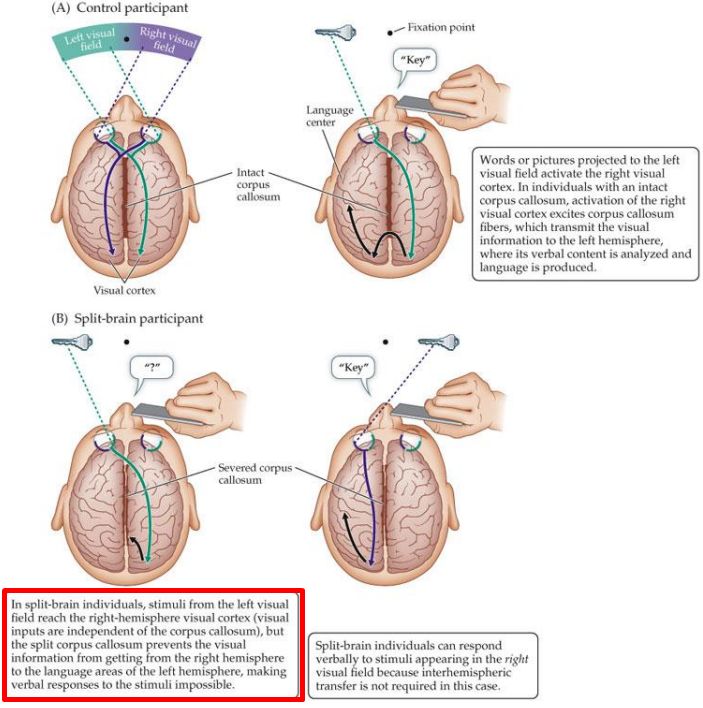 (A) Control participant
Left visual
field
Right visual
field
Fixation point
“Key”
Language
center
Intact
corpus
callosum
Visual cortex
Words or pictures projected to the left
visual field activate the right visual
cortex. In individuals with an intact
corpus callosum, activation of the right
visual cortex excites corpus callosum
fibers, which transmit the visual
information to the left hemisphere,
where its verbal content is analyzed and
language is produced.
(B) Split-brain participant
“?”
“Key”
Severed corpus
callosum
In split-brain individuals, stimuli from the left visual
field reach the right-hemisphere visual cortex (visual
inputs are independent of the corpus callosum), but
the split corpus callosum prevents the visual
information from getting from the right hemisphere
to the language areas of the left hemisphere, making
verbal responses to the stimuli impossible.
Split-brain individuals can respond
verbally to stimuli appearing in the right
visual field because interhemispheric
transfer is not required in this case.